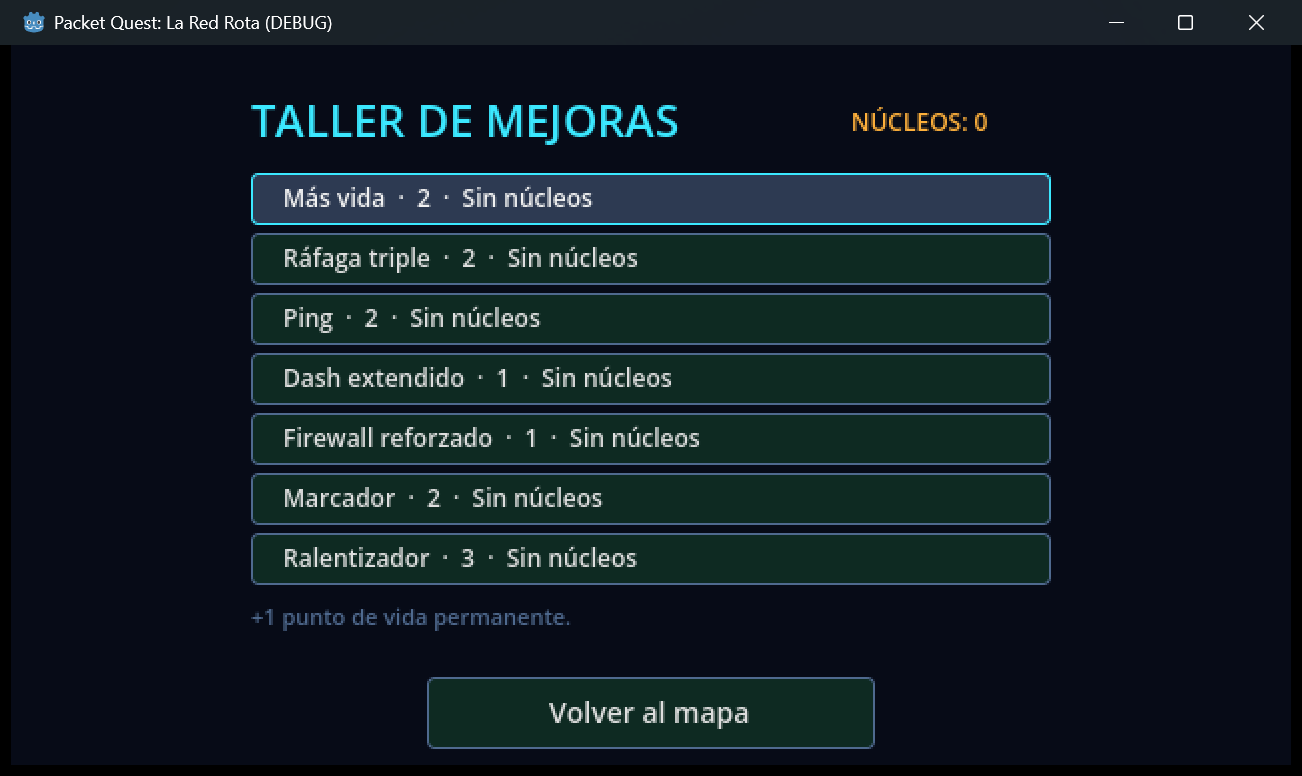 Packet Quest: La Red Rota (DEBUG)
TALLER DE MEJORAS
NÚCLEOS: 0
Más vida · 2 · Sin núcleos
Ráfaga triple · 2 · Sin núcleos
Ping · 2 · Sin núcleos
Dash extendido · 1 · Sin núcleos
Firewall reforzado · 1 · Sin núcleos
Marcador · 2 · Sin núcleos
Ralentizador · 3 · Sin núcleos
+1 punto de vida permanente.
Volver al mapa